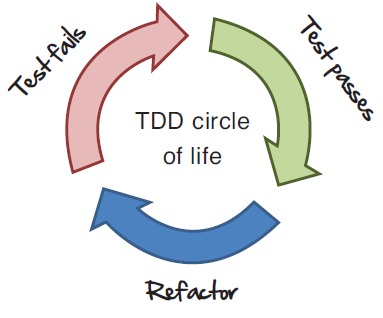 Test fails
Test passes
TDD circle
of life
Refactor